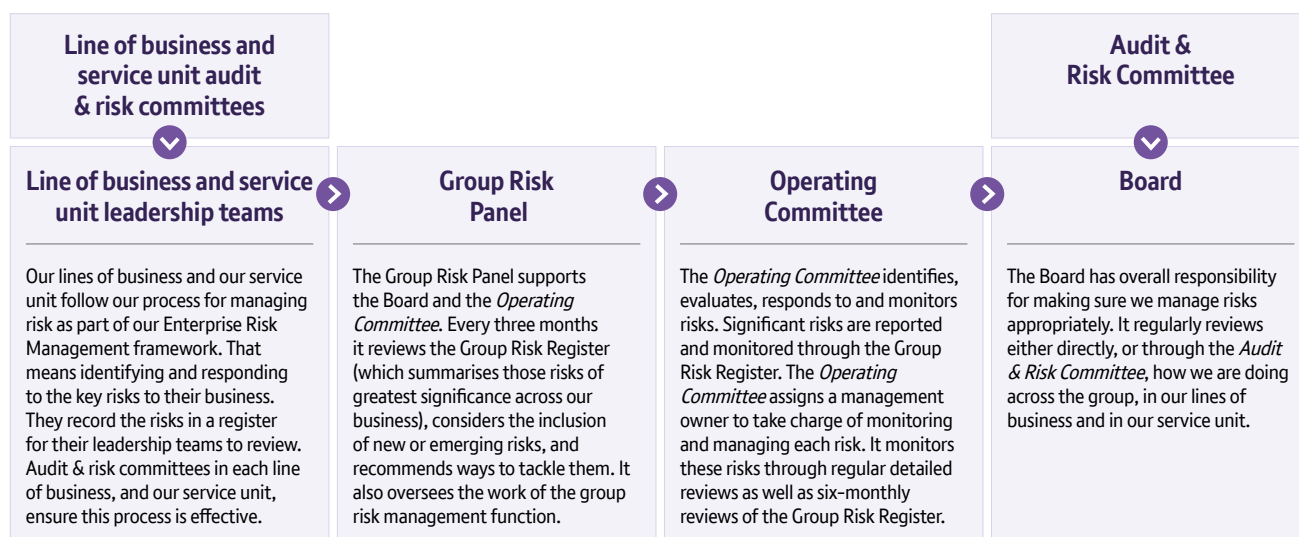 Line of business and
service unit audit
& risk committees
Audit &
Risk Committee
Line of business and service
unit leadership teams
Our lines of business and our service
unit follow our process for managing
risk as part of our Enterprise Risk
Management framework. That
means identifying and responding
to the key risks to their business.
They record the risks in a register
for their leadership teams to review.
Audit & risk committees in each line
of business, and our service unit,
ensure this process is effective.
Group Risk
Panel
The Group Risk Panel supports
the Board and the Operating
Committee. Every three months
it reviews the Group Risk Register
(which summarises those risks of
greatest significance across our
business), considers the inclusion
of new or emerging risks, and
recommends ways to tackle them. It
also oversees the work of the group
risk management function.
Operating
Committee
The Operating Committee identifies,
evaluates, responds to and monitors
risks. Significant risks are reported
and monitored through the Group
Risk Register. The Operating
Committee assigns a management
owner to take charge of monitoring
and managing each risk. It monitors
these risks through regular detailed
reviews as well as six-monthly
reviews of the Group Risk Register.
Board
The Board has overall responsibility
for making sure we manage risks
appropriately. It regularly reviews
either directly, or through the Audit
& Risk Committee, how we are doing
across the group, in our lines of
business and in our service unit.